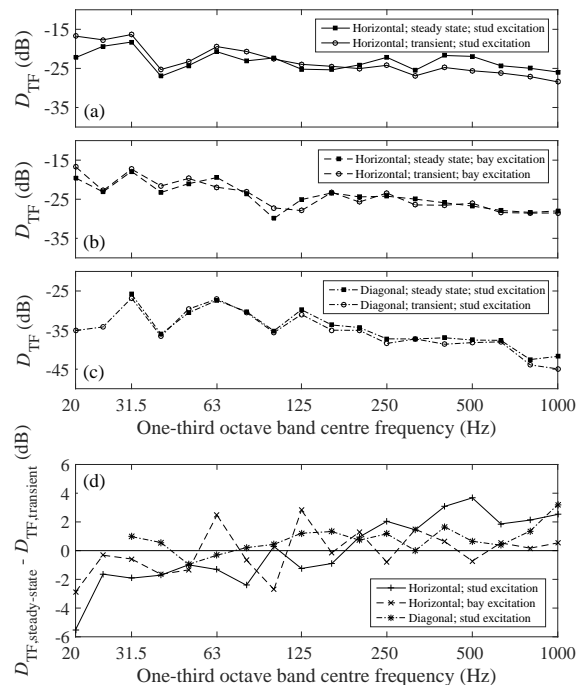 -15
-25
-35
D_TF (dB)
(a)
Horizontal; steady state; stud excitation
Horizontal; transient; stud excitation
-15
-25
-35
D_TF (dB)
(b)
Horizontal; steady state; bay excitation
Horizontal; transient; bay excitation
-25
-35
-45
D_TF (dB)
(c)
Diagonal; steady state; stud excitation
Diagonal; transient; stud excitation
20 31.5 63 125 250 500 1000
One-third octave band centre frequency (Hz)
6
4
2
0
-2
-4
-6
D_TF,steady-state - D_TF,transient (dB)
(d)
Horizontal; stud excitation
Horizontal; bay excitation
Diagonal; stud excitation
20 31.5 63 125 250 500 1000
One-third octave band centre frequency (Hz)